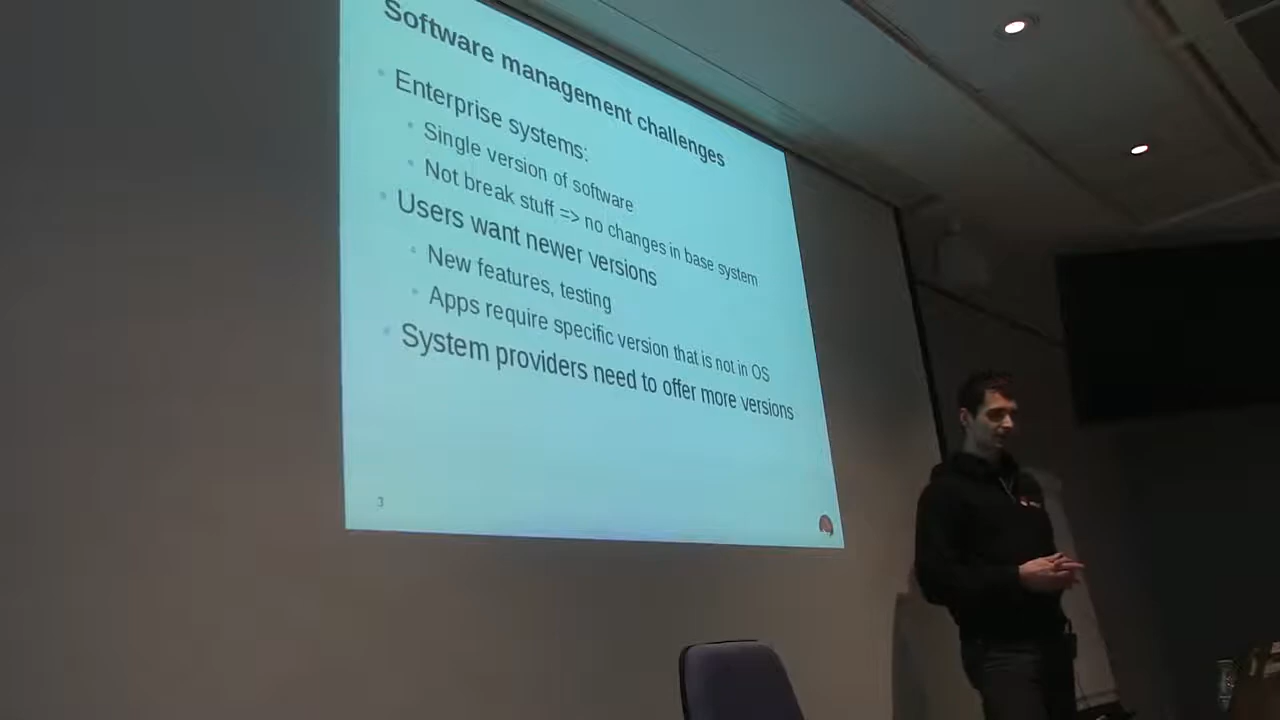 Software management challenges
Enterprise systems:
Single version of software
Not break stuff => no changes in base system
Users want newer versions
New features, testing
Apps require specific version that is not in OS
System providers need to offer more versions
3